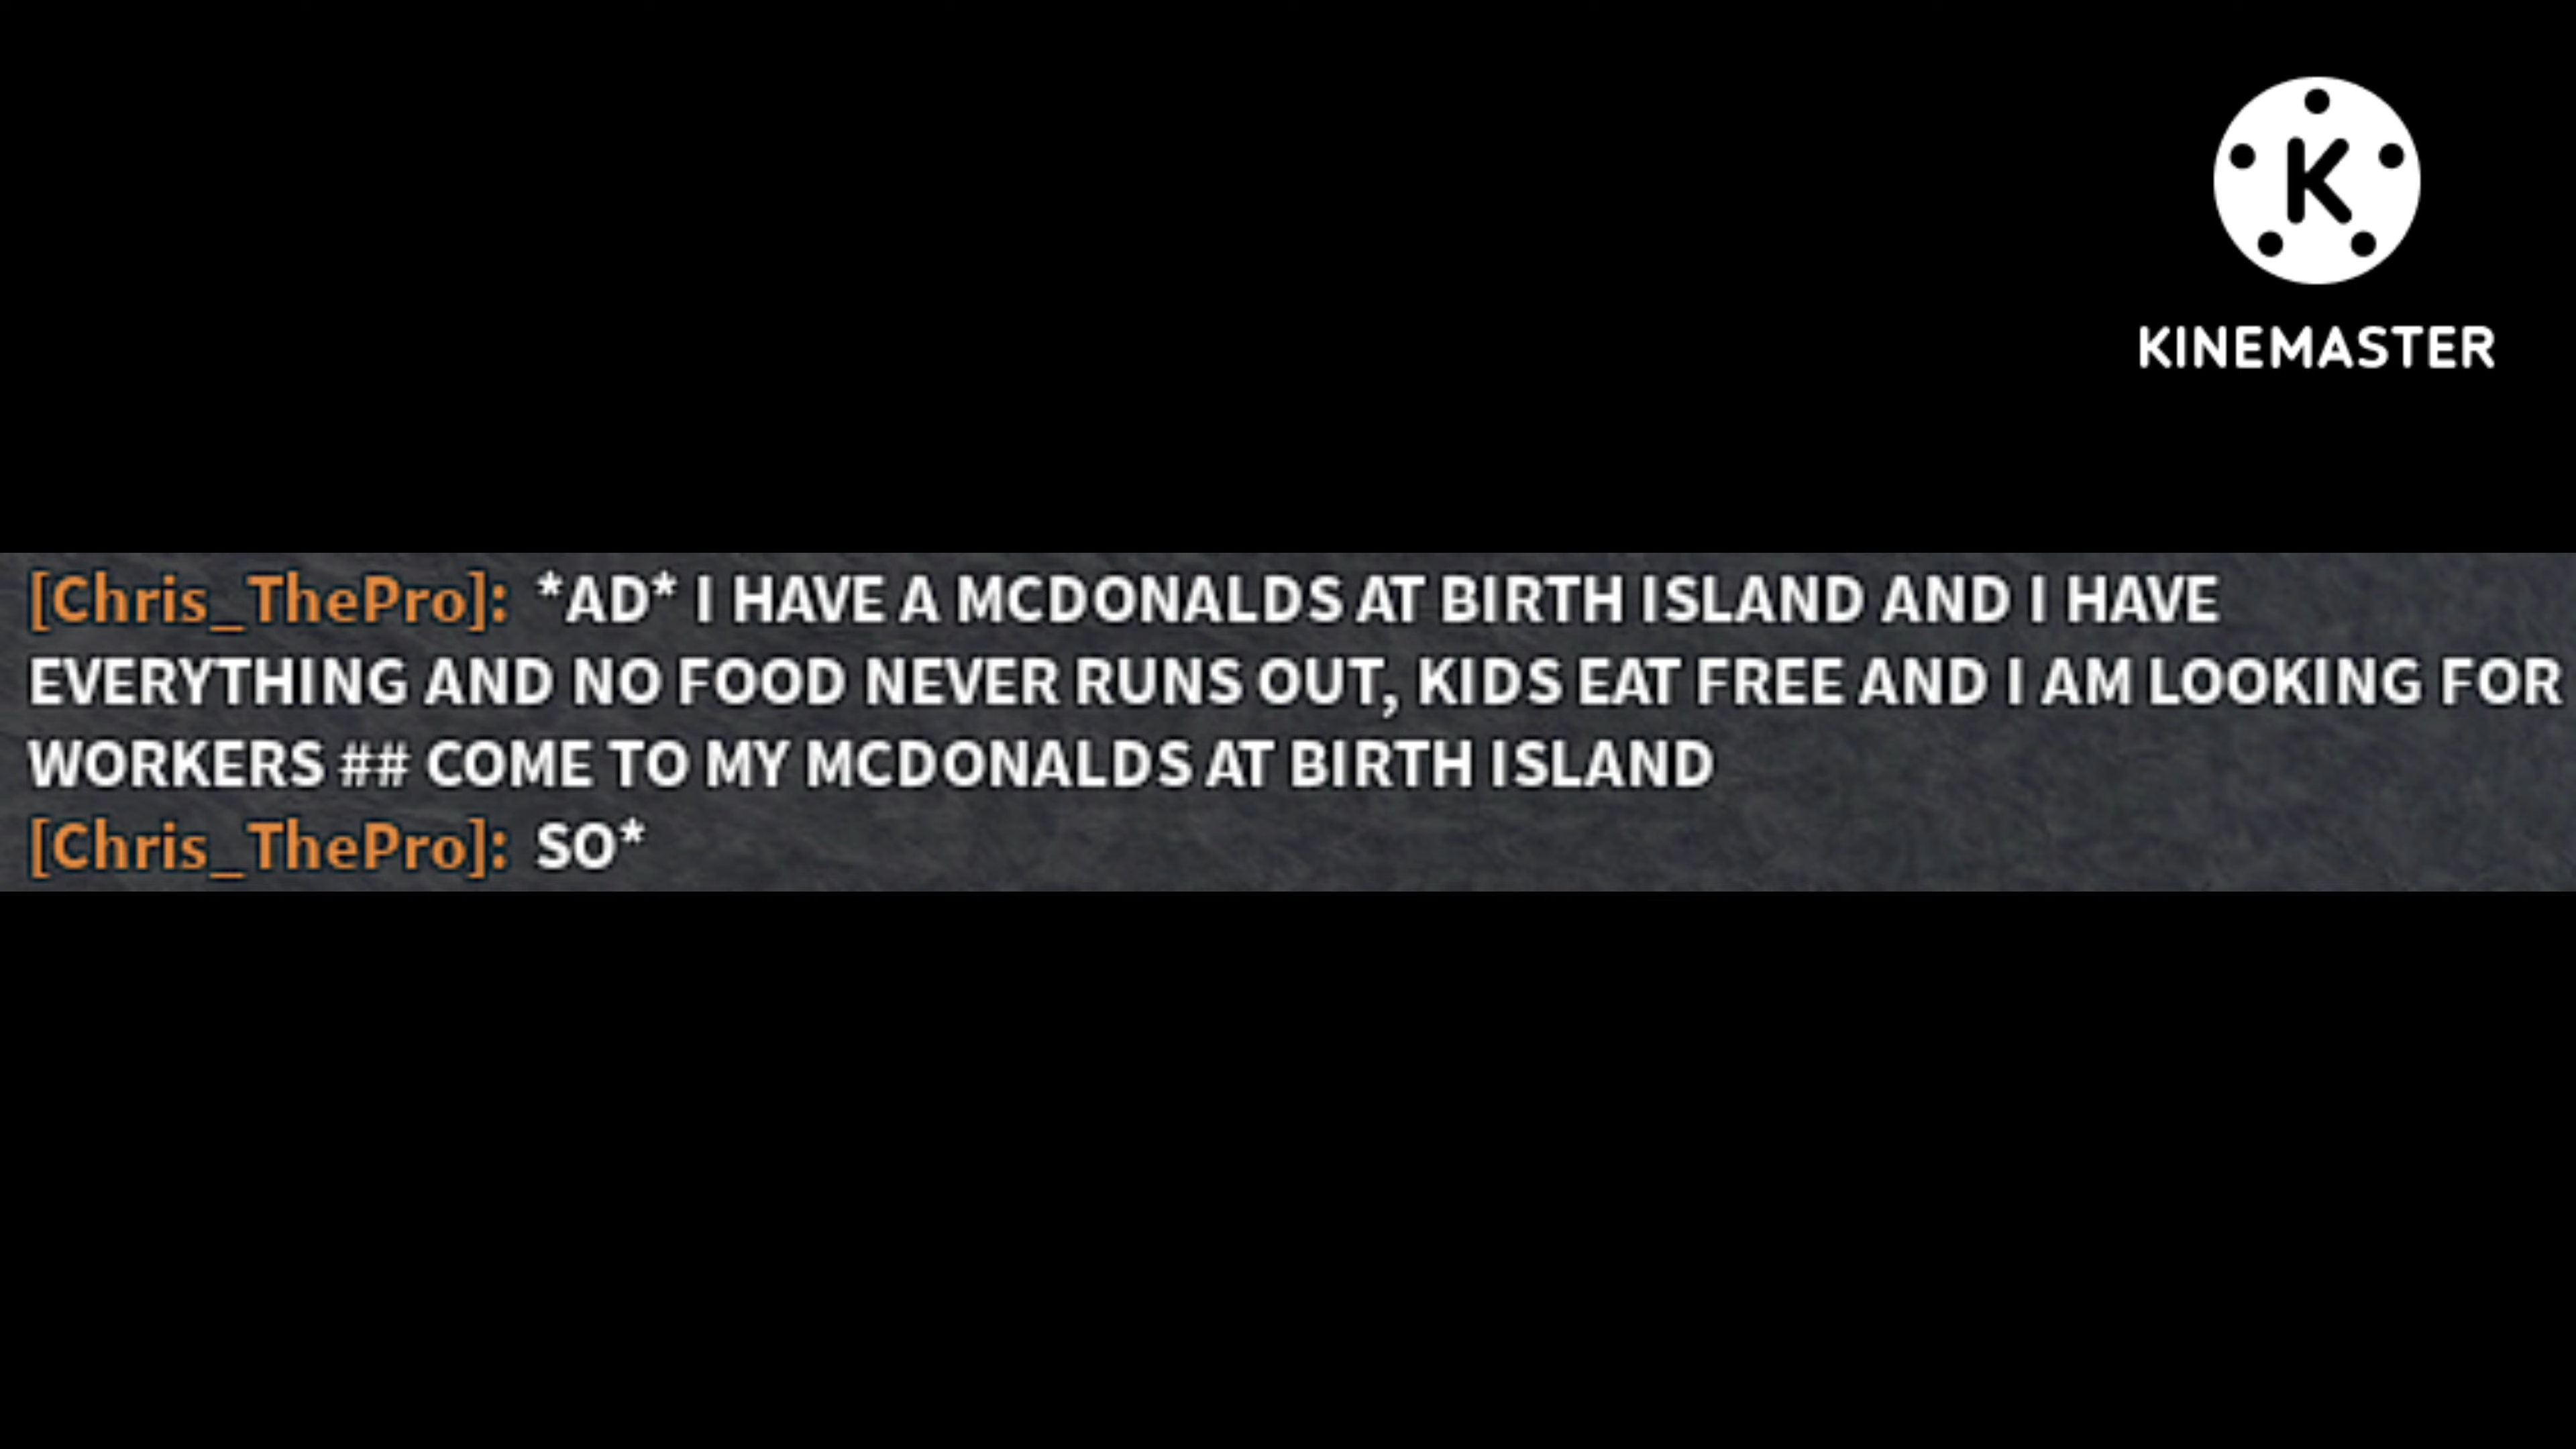 K
KINEMASTER
[Chris_ThePro]: *AD* I HAVE A MCDONALDS AT BIRTH ISLAND AND I HAVE
EVERYTHING AND NO FOOD NEVER RUNS OUT, KIDS EAT FREE AND I AM LOOKING FOR
WORKERS ## COME TO MY MCDONALDS AT BIRTH ISLAND
[Chris_ThePro]: SO*